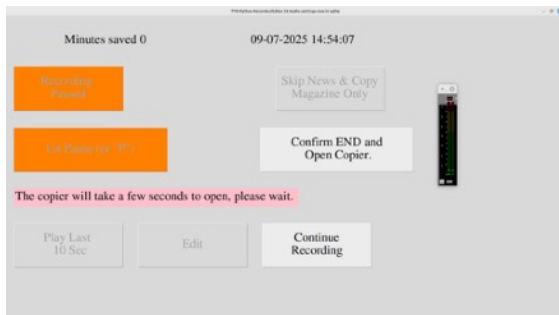 Minutes saved 0
09-07-2025 14:54:07
Recording
Paused
Skip News & Copy
Magazine Only
Confirm END and
Open Copier.
The copier will take a few seconds to open, please wait.
Play Last
10 Sec
Edit
Continue
Recording